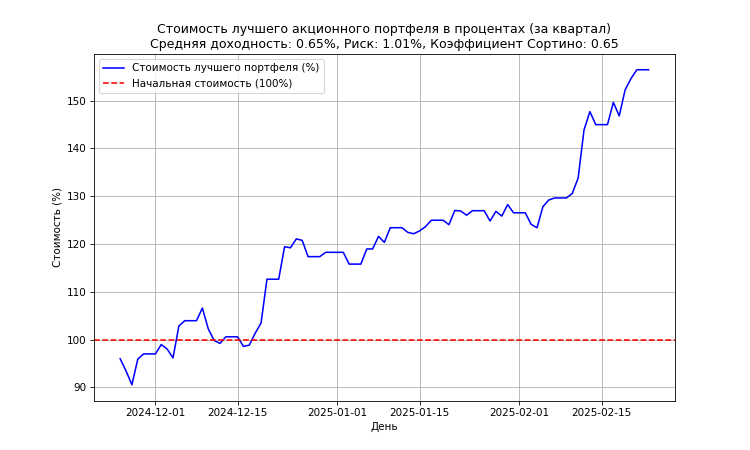 Стоимость лучшего акционного портфеля в процентах (за квартал)
Средняя доходность: 0.65%, Риск: 1.01%, Коэффициент Сортино: 0.65
Стоимость лучшего портфеля (%)
Начальная стоимость (100%)
Стоимость (%)
150
140
130
120
110
100
90
2024-12-01 2024-12-15 2025-01-01 2025-01-15 2025-02-01 2025-02-15
День